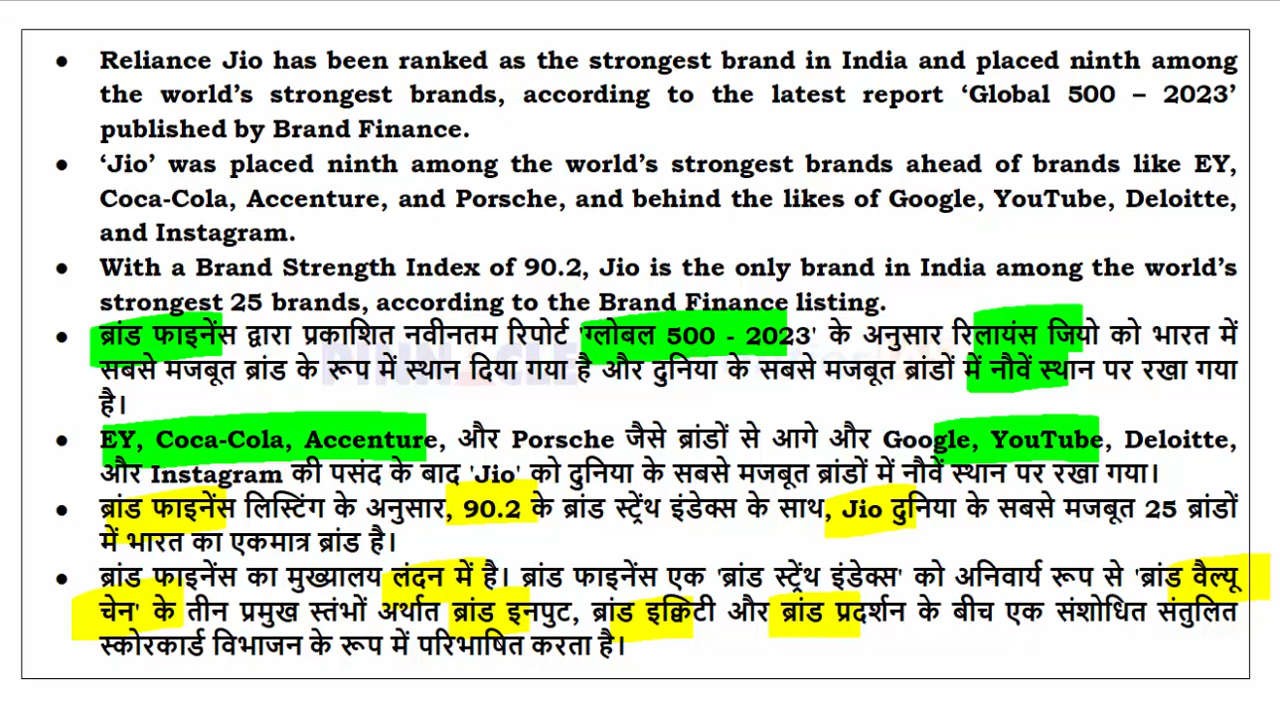 ● Reliance Jio has been ranked as the strongest brand in India and placed ninth among
the world's strongest brands, according to the latest report ‘Global 500 – 2023’
published by Brand Finance.
● ‘Jio’ was placed ninth among the world's strongest brands ahead of brands like EY,
Coca-Cola, Accenture, and Porsche, and behind the likes of Google, YouTube, Deloitte,
and Instagram.
● With a Brand Strength Index of 90.2, Jio is the only brand in India among the world's
strongest 25 brands, according to the Brand Finance listing.
● ब्रांड फाइनेंस द्वारा प्रकाशित नवीनतम रिपोर्ट 'ग्लोबल 500 - 2023' के अनुसार रिलायंस जियो को भारत में
सबसे मजबूत ब्रांड के रूप में स्थान दिया गया है और दुनिया के सबसे मजबूत ब्रांडों में नौवें स्थान पर रखा गया
है।
● EY, Coca-Cola, Accenture, और Porsche जैसे ब्रांडों से आगे और Google, YouTube, Deloitte,
और Instagram की पसंद के बाद 'Jio' को दुनिया के सबसे मजबूत ब्रांडों में नौवें स्थान पर रखा गया।
● ब्रांड फाइनेंस लिस्टिंग के अनुसार, 90.2 के ब्रांड स्ट्रेंथ इंडेक्स के साथ, Jio दुनिया के सबसे मजबूत 25 ब्रांडों
में भारत का एकमात्र ब्रांड है।
● ब्रांड फाइनेंस का मुख्यालय लंदन में है। ब्रांड फाइनेंस एक 'ब्रांड स्ट्रेंथ इंडेक्स' को अनिवार्य रूप से 'ब्रांड वैल्यू
चेन' के तीन प्रमुख स्तंभों अर्थात ब्रांड इनपुट, ब्रांड इक्विटी और ब्रांड प्रदर्शन के बीच एक संशोधित संतुलित
स्कोरकार्ड विभाजन के रूप में परिभाषित करता है।